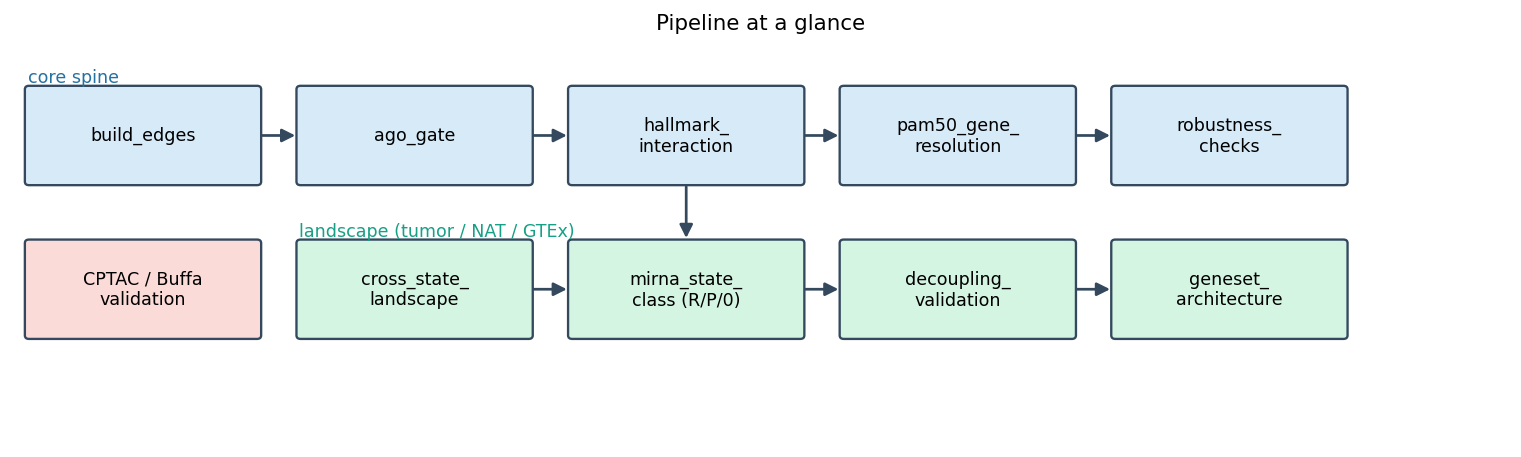 Pipeline at a glance
core spine
build_edges
ago_gate
hallmark_
interaction
pam50_gene_
resolution
robustness_
checks
landscape (tumor / NAT / GTEx)
CPTAC / Buffa
validation
cross_state_
landscape
mirna_state_
class (R/P/0)
decoupling_
validation
geneset_
architecture